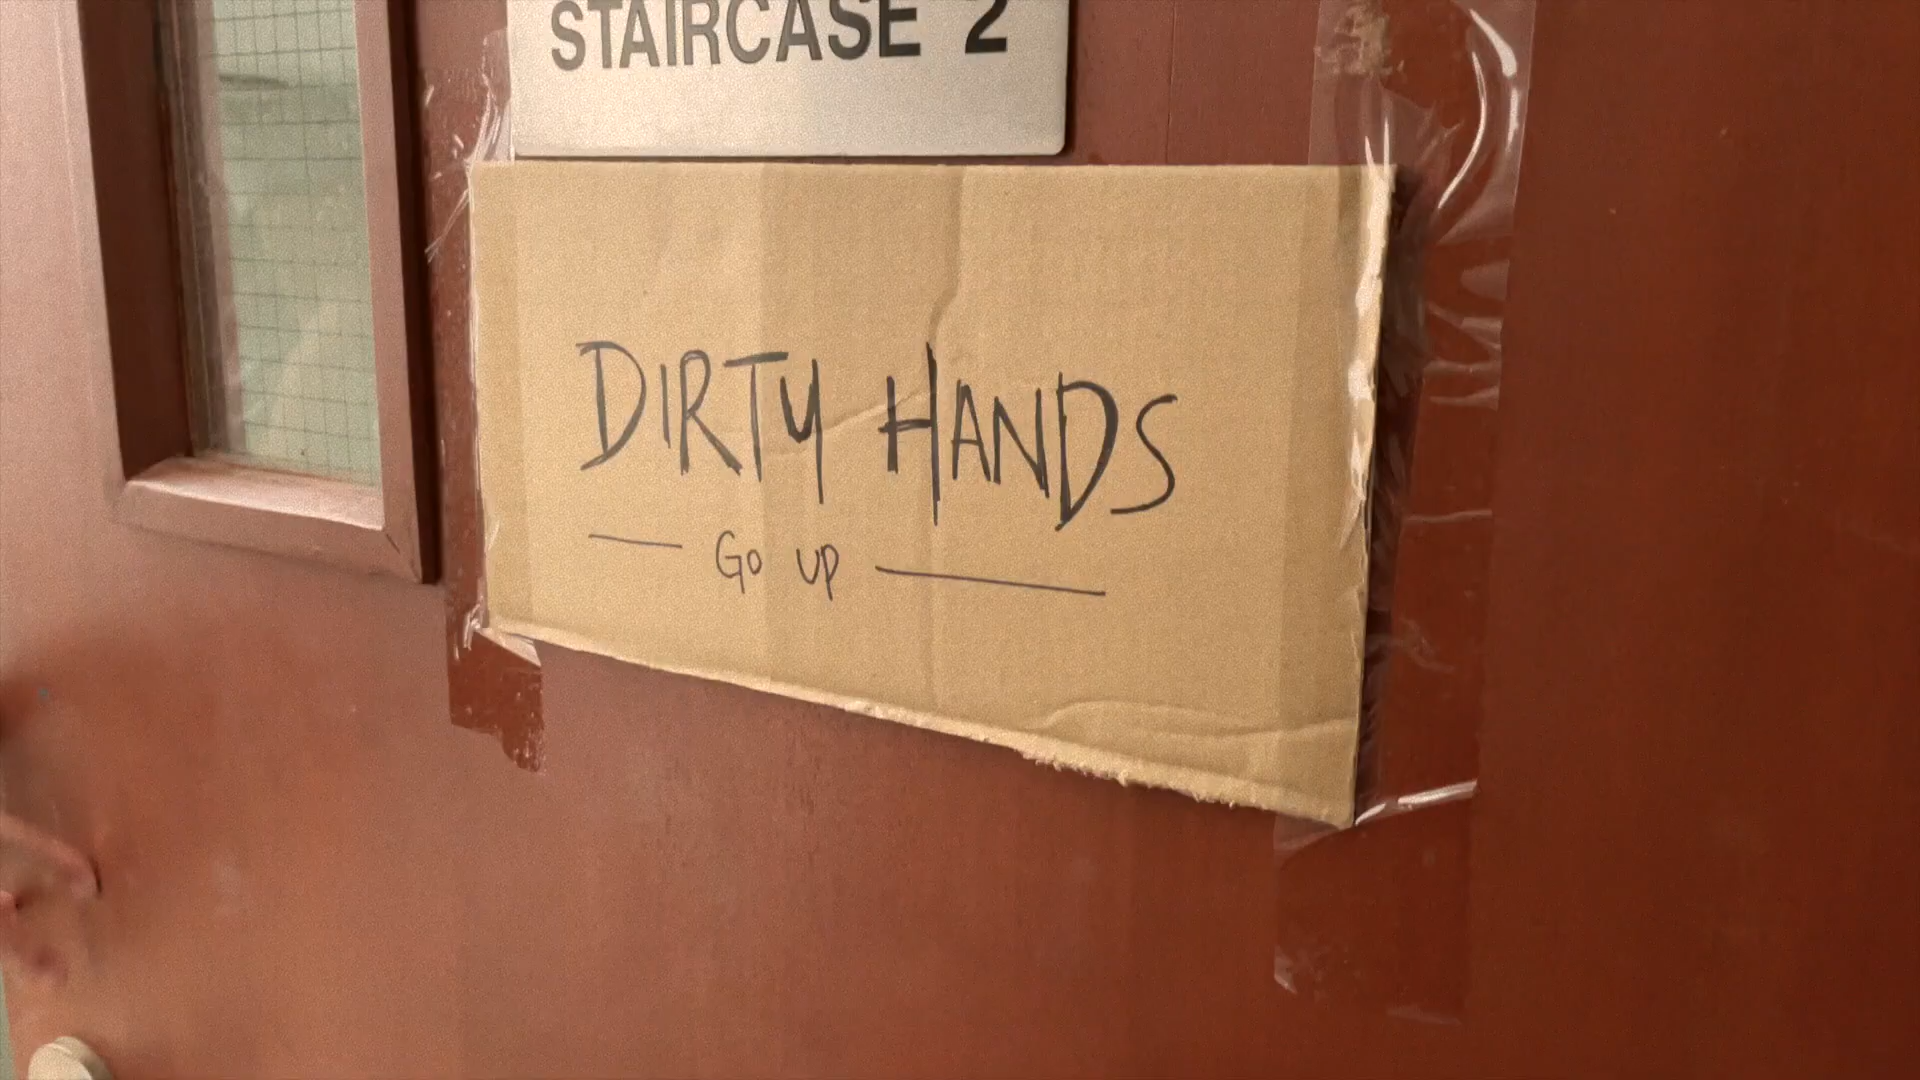 STAIRCASE 2
DIRTY HANDS
— GO UP —